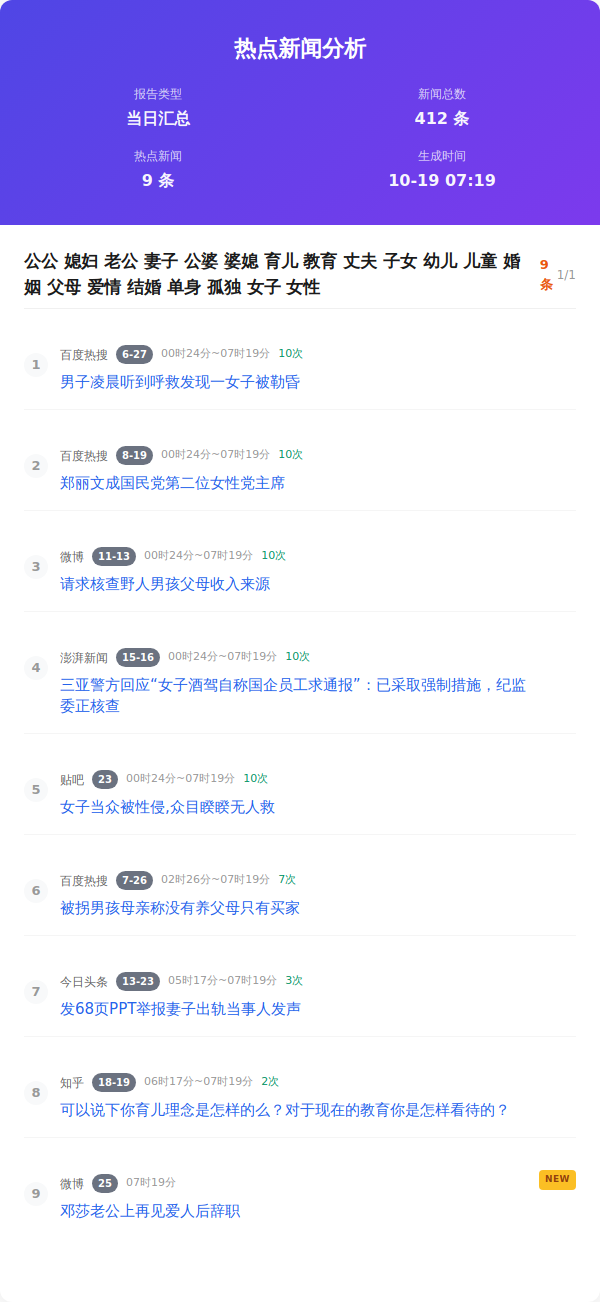 热点新闻分析
报告类型
当日汇总
新闻总数
412 条
热点新闻
9 条
生成时间
10-19 07:19
公公 媳妇 老公 妻子 公婆 婆媳 育儿 教育 丈夫 子女 幼儿 儿童 婚
姻 父母 爱情 结婚 单身 孤独 女子 女性
9
条
1/1
1
百度热搜 6-27 00时24分~07时19分 10次
男子凌晨听到呼救发现一女子被勒昏
2
百度热搜 8-19 00时24分~07时19分 10次
郑丽文成国民党第二位女性党主席
3
微博 11-13 00时24分~07时19分 10次
请求核查野人男孩父母收入来源
4
澎湃新闻 15-16 00时24分~07时19分 10次
三亚警方回应“女子酒驾自称国企员工求通报”：已采取强制措施，纪监
委正核查
5
贴吧 23 00时24分~07时19分 10次
女子当众被性侵,众目睽睽无人救
6
百度热搜 7-26 02时26分~07时19分 7次
被拐男孩母亲称没有养父母只有买家
7
今日头条 13-23 05时17分~07时19分 3次
发68页PPT举报妻子出轨当事人发声
8
知乎 18-19 06时17分~07时19分 2次
可以说下你育儿理念是怎样的么？对于现在的教育你是怎样看待的？
9
微博 25 07时19分
NEW
邓莎老公上再见爱人后辞职